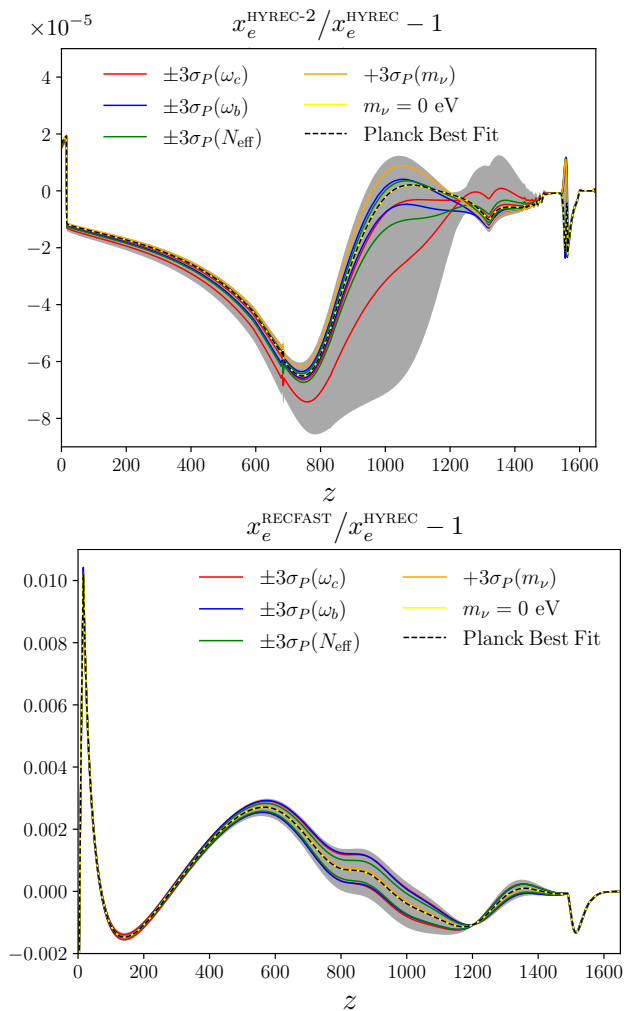 ×10⁻⁵
x_e^HYREC-2/x_e^HYREC − 1
±3σ_P(ω_c)
±3σ_P(ω_b)
±3σ_P(N_eff)
+3σ_P(m_ν)
m_ν = 0 eV
Planck Best Fit
4
2
0
−2
−4
−6
−8
0 200 400 600 800 1000 1200 1400 1600
z
x_e^RECFAST/x_e^HYREC − 1
±3σ_P(ω_c)
±3σ_P(ω_b)
±3σ_P(N_eff)
+3σ_P(m_ν)
m_ν = 0 eV
Planck Best Fit
0.010
0.008
0.006
0.004
0.002
0.000
−0.002
0 200 400 600 800 1000 1200 1400 1600
z